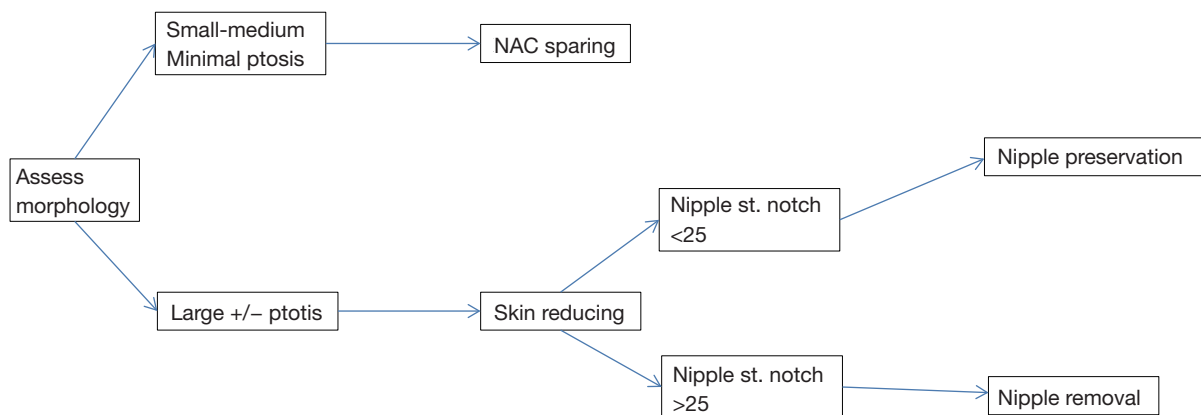 Small-medium
Minimal ptosis
NAC sparing
Assess
morphology
Nipple preservation
Nipple st. notch
<25
Large +/− ptotis
Skin reducing
Nipple st. notch
>25
Nipple removal